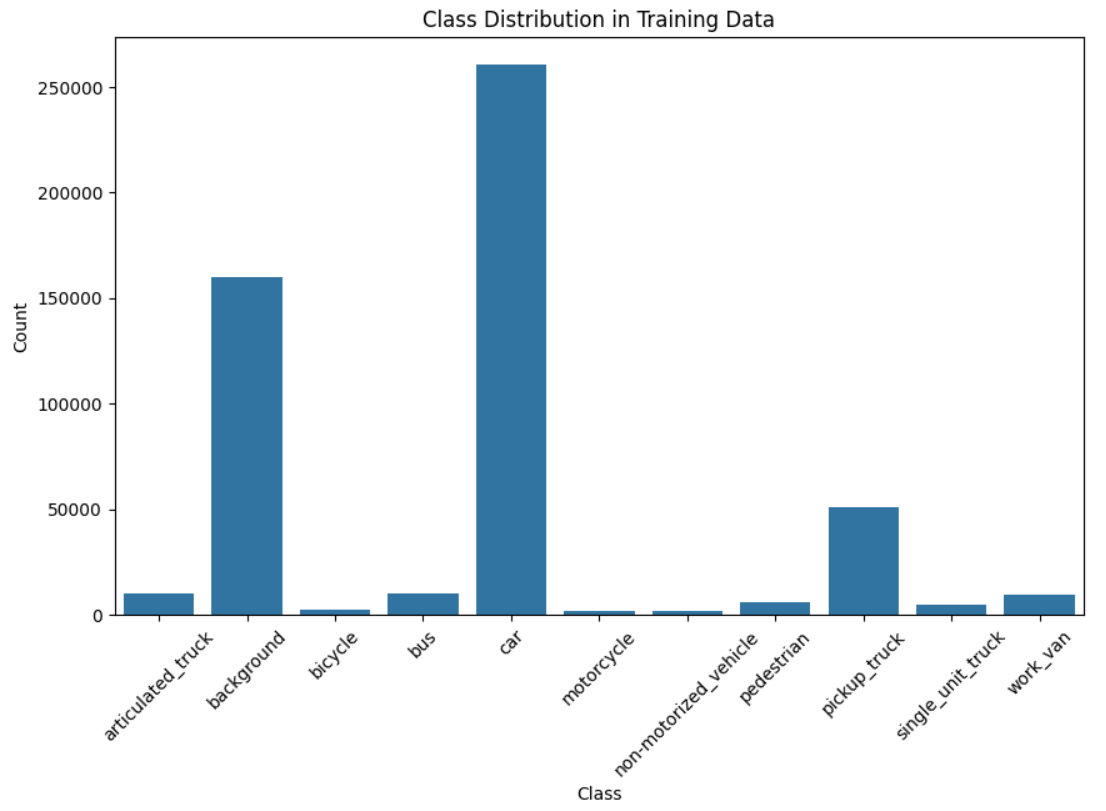 Class Distribution in Training Data
Count
250000
200000
150000
100000
50000
0
articulated_truck
background
bicycle
bus
car
motorcycle
non-motorized_vehicle
pedestrian
pickup_truck
single_unit_truck
work_van
Class